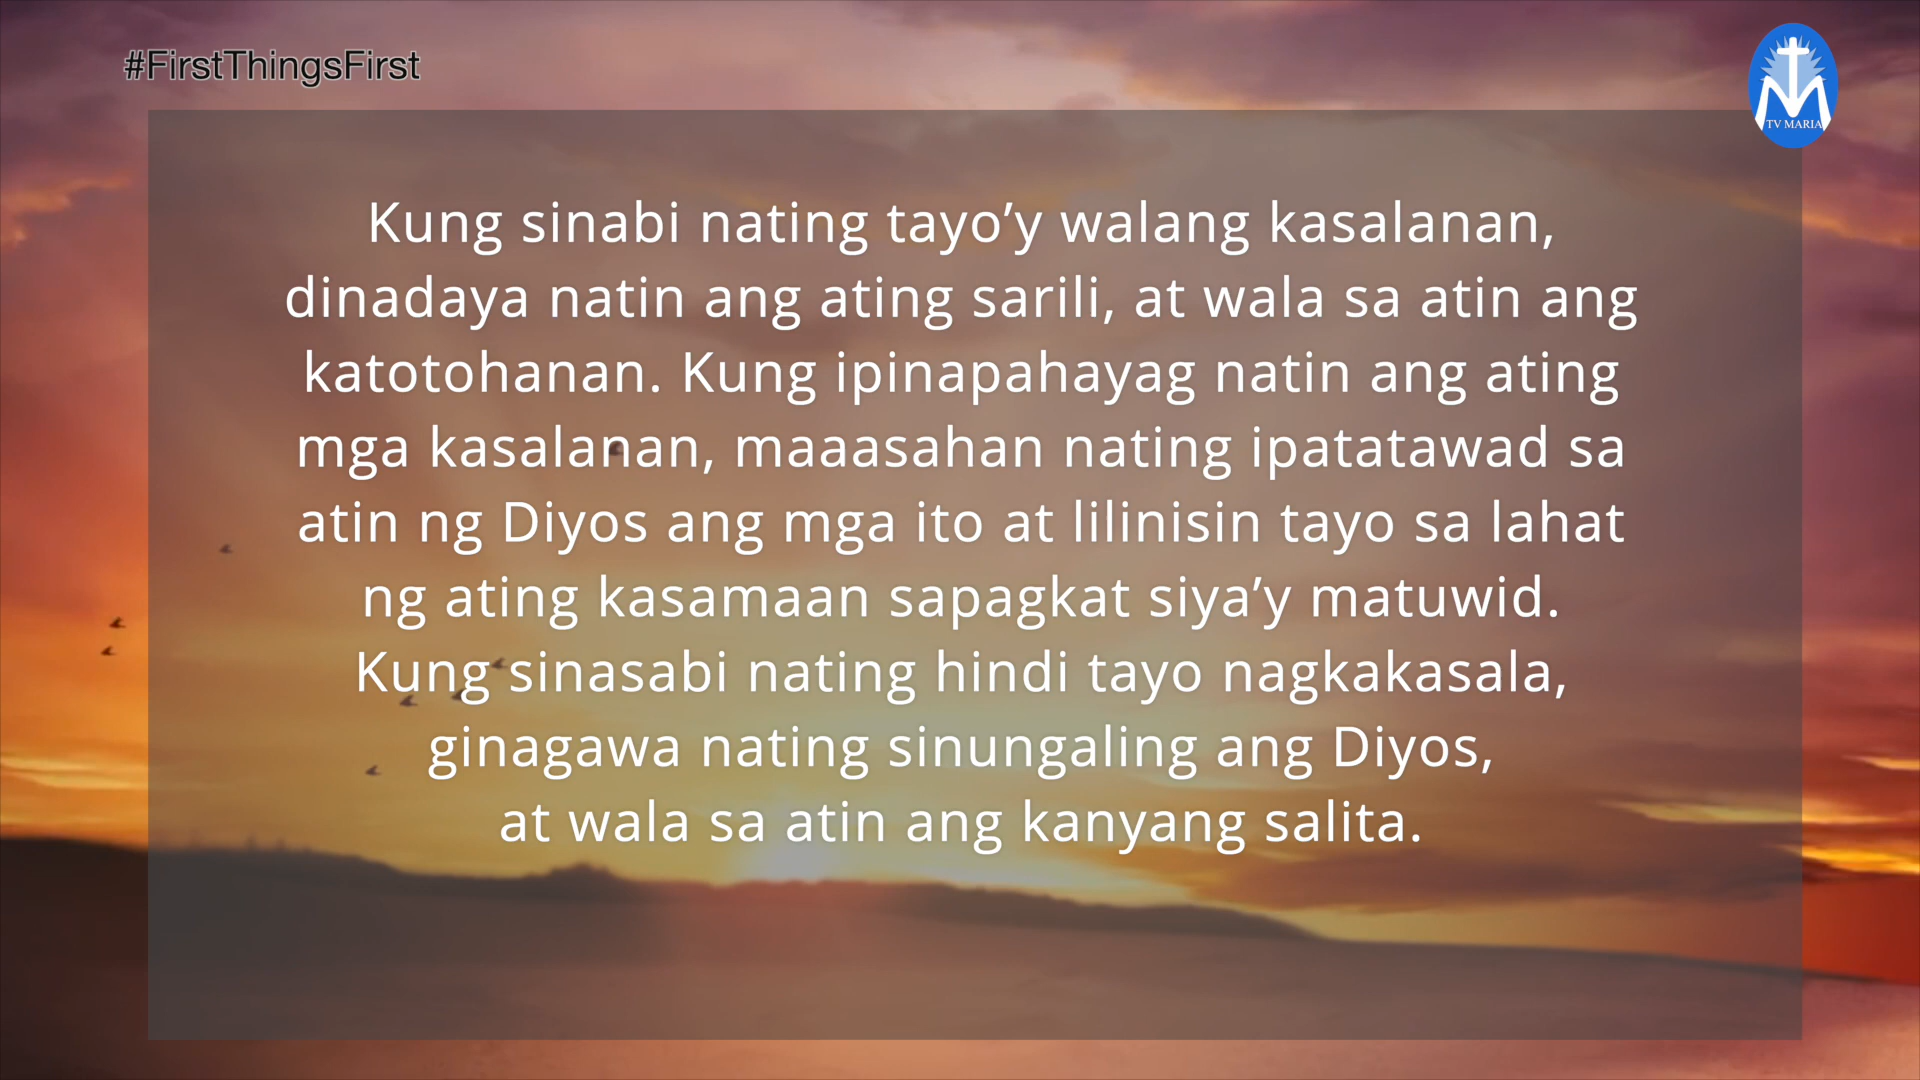 #FirstThingsFirst
TV MARIA
Kung sinabi nating tayo’y walang kasalanan,
dinadaya natin ang ating sarili, at wala sa atin ang
katotohanan. Kung ipinapahayag natin ang ating
mga kasalanan, maaasahan nating ipatatawad sa
atin ng Diyos ang mga ito at lilinisin tayo sa lahat
ng ating kasamaan sapagkat siya’y matuwid.
Kung sinasabi nating hindi tayo nagkakasala,
ginagawa nating sinungaling ang Diyos,
at wala sa atin ang kanyang salita.